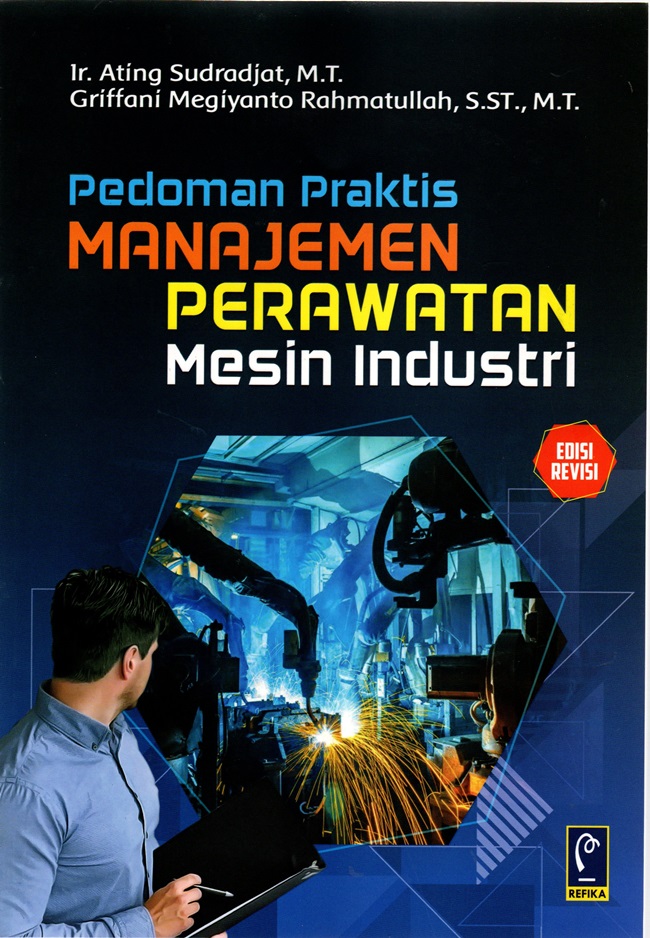 Ir. Ating Sudradjat, M.T.
Griffani Megiyanto Rahmatullah, S.ST., M.T.
Pedoman Praktis
MANAJEMEN
PERAWATAN
Mesin Industri
EDISI
REVISI
REFIKA